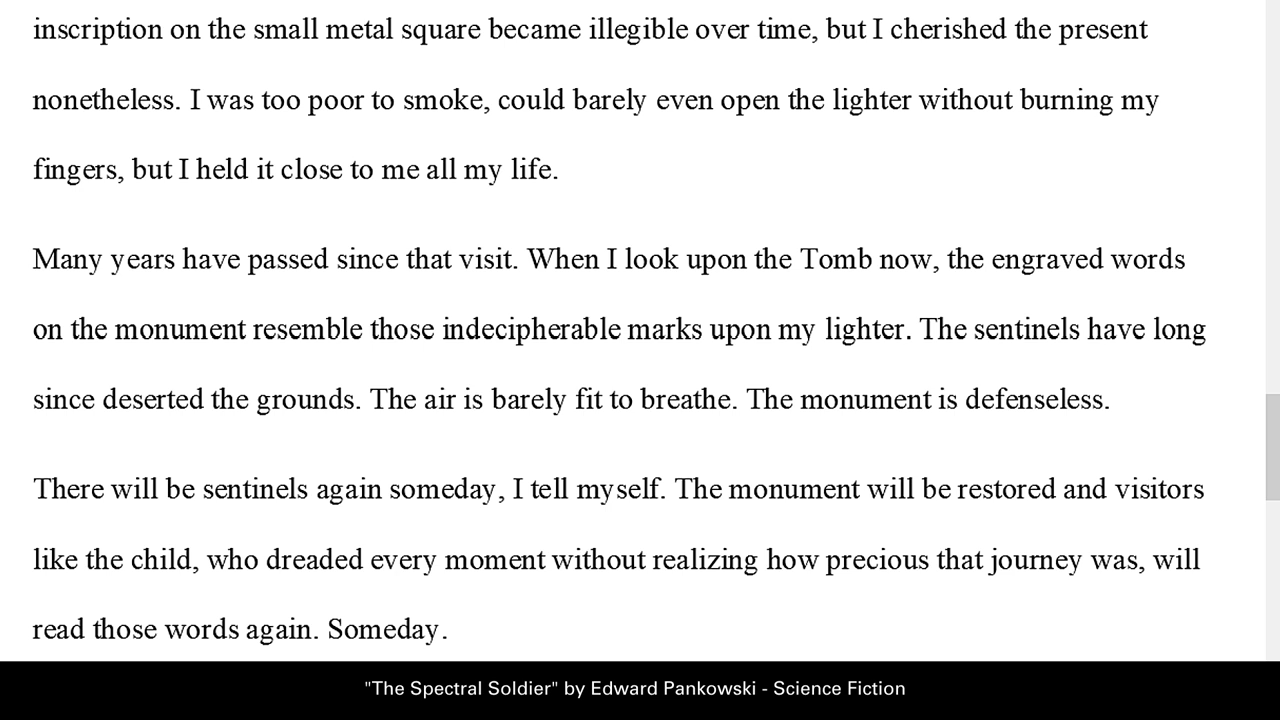 inscription on the small metal square became illegible over time, but I cherished the present
nonetheless. I was too poor to smoke, could barely even open the lighter without burning my
fingers, but I held it close to me all my life.
Many years have passed since that visit. When I look upon the Tomb now, the engraved words
on the monument resemble those indecipherable marks upon my lighter. The sentinels have long
since deserted the grounds. The air is barely fit to breathe. The monument is defenseless.
There will be sentinels again someday, I tell myself. The monument will be restored and visitors
like the child, who dreaded every moment without realizing how precious that journey was, will
read those words again. Someday.
"The Spectral Soldier" by Edward Pankowski - Science Fiction